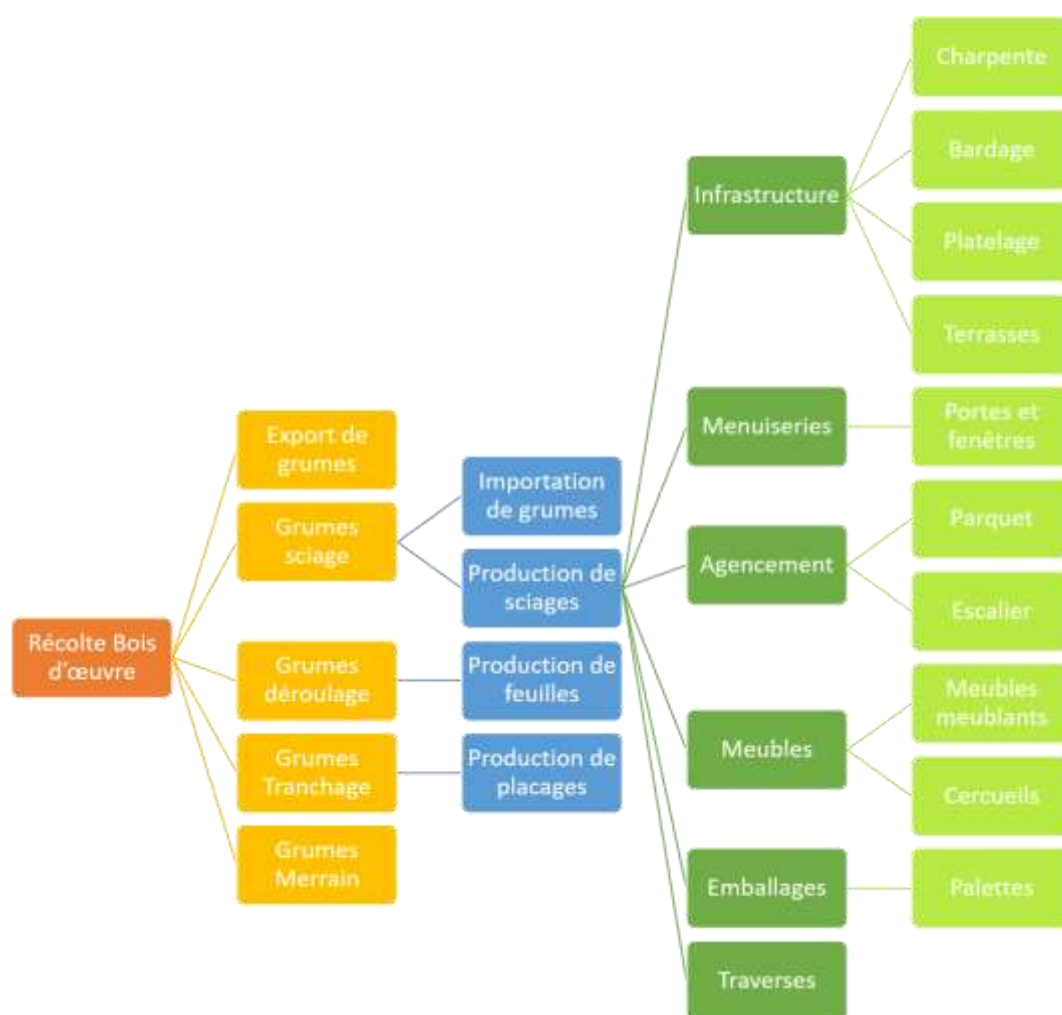 Récolte Bois
d'œuvre
Export de
grumes
Grumes
sciage
Grumes
déroulage
Grumes
Tranchage
Grumes
Merrain
Importation
de grumes
Production de
sciages
Production de
feuilles
Production de
placages
Infrastructure
Menuiseries
Agencement
Meubles
Emballages
Traverses
Charpente
Bardage
Platelage
Terrasses
Portes et
fenêtres
Parquet
Escalier
Meubles
meublants
Cercueils
Palettes